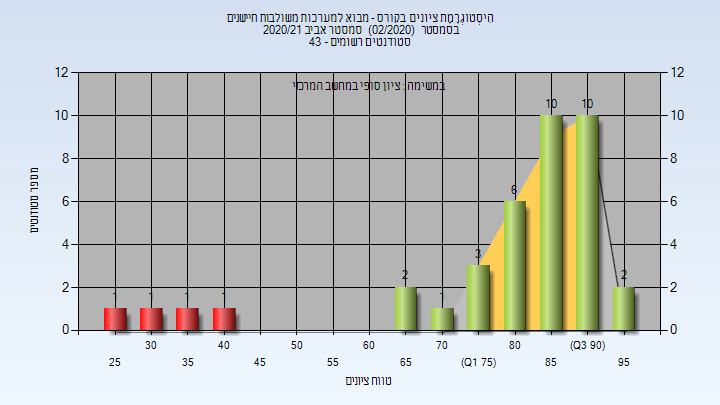 היסטוגרמת ציונים בקורס - מבוא למערכות משולבות חיישנים
בסמסטר (02/2020) סמסטר אביב 2020/21
סטודנטים רשומים - 43
במשימה : ציון סופי במחשב המרכזי
מספר סטודנטים
12 12
10 10
8 8
6 6
4 4
2 2
0 0
1 1 1 1 2 1 3 6 10 10 2
30 40 50 60 70 80 (Q3 90)
25 35 45 55 65 (Q1 75) 85 95
טווח ציונים